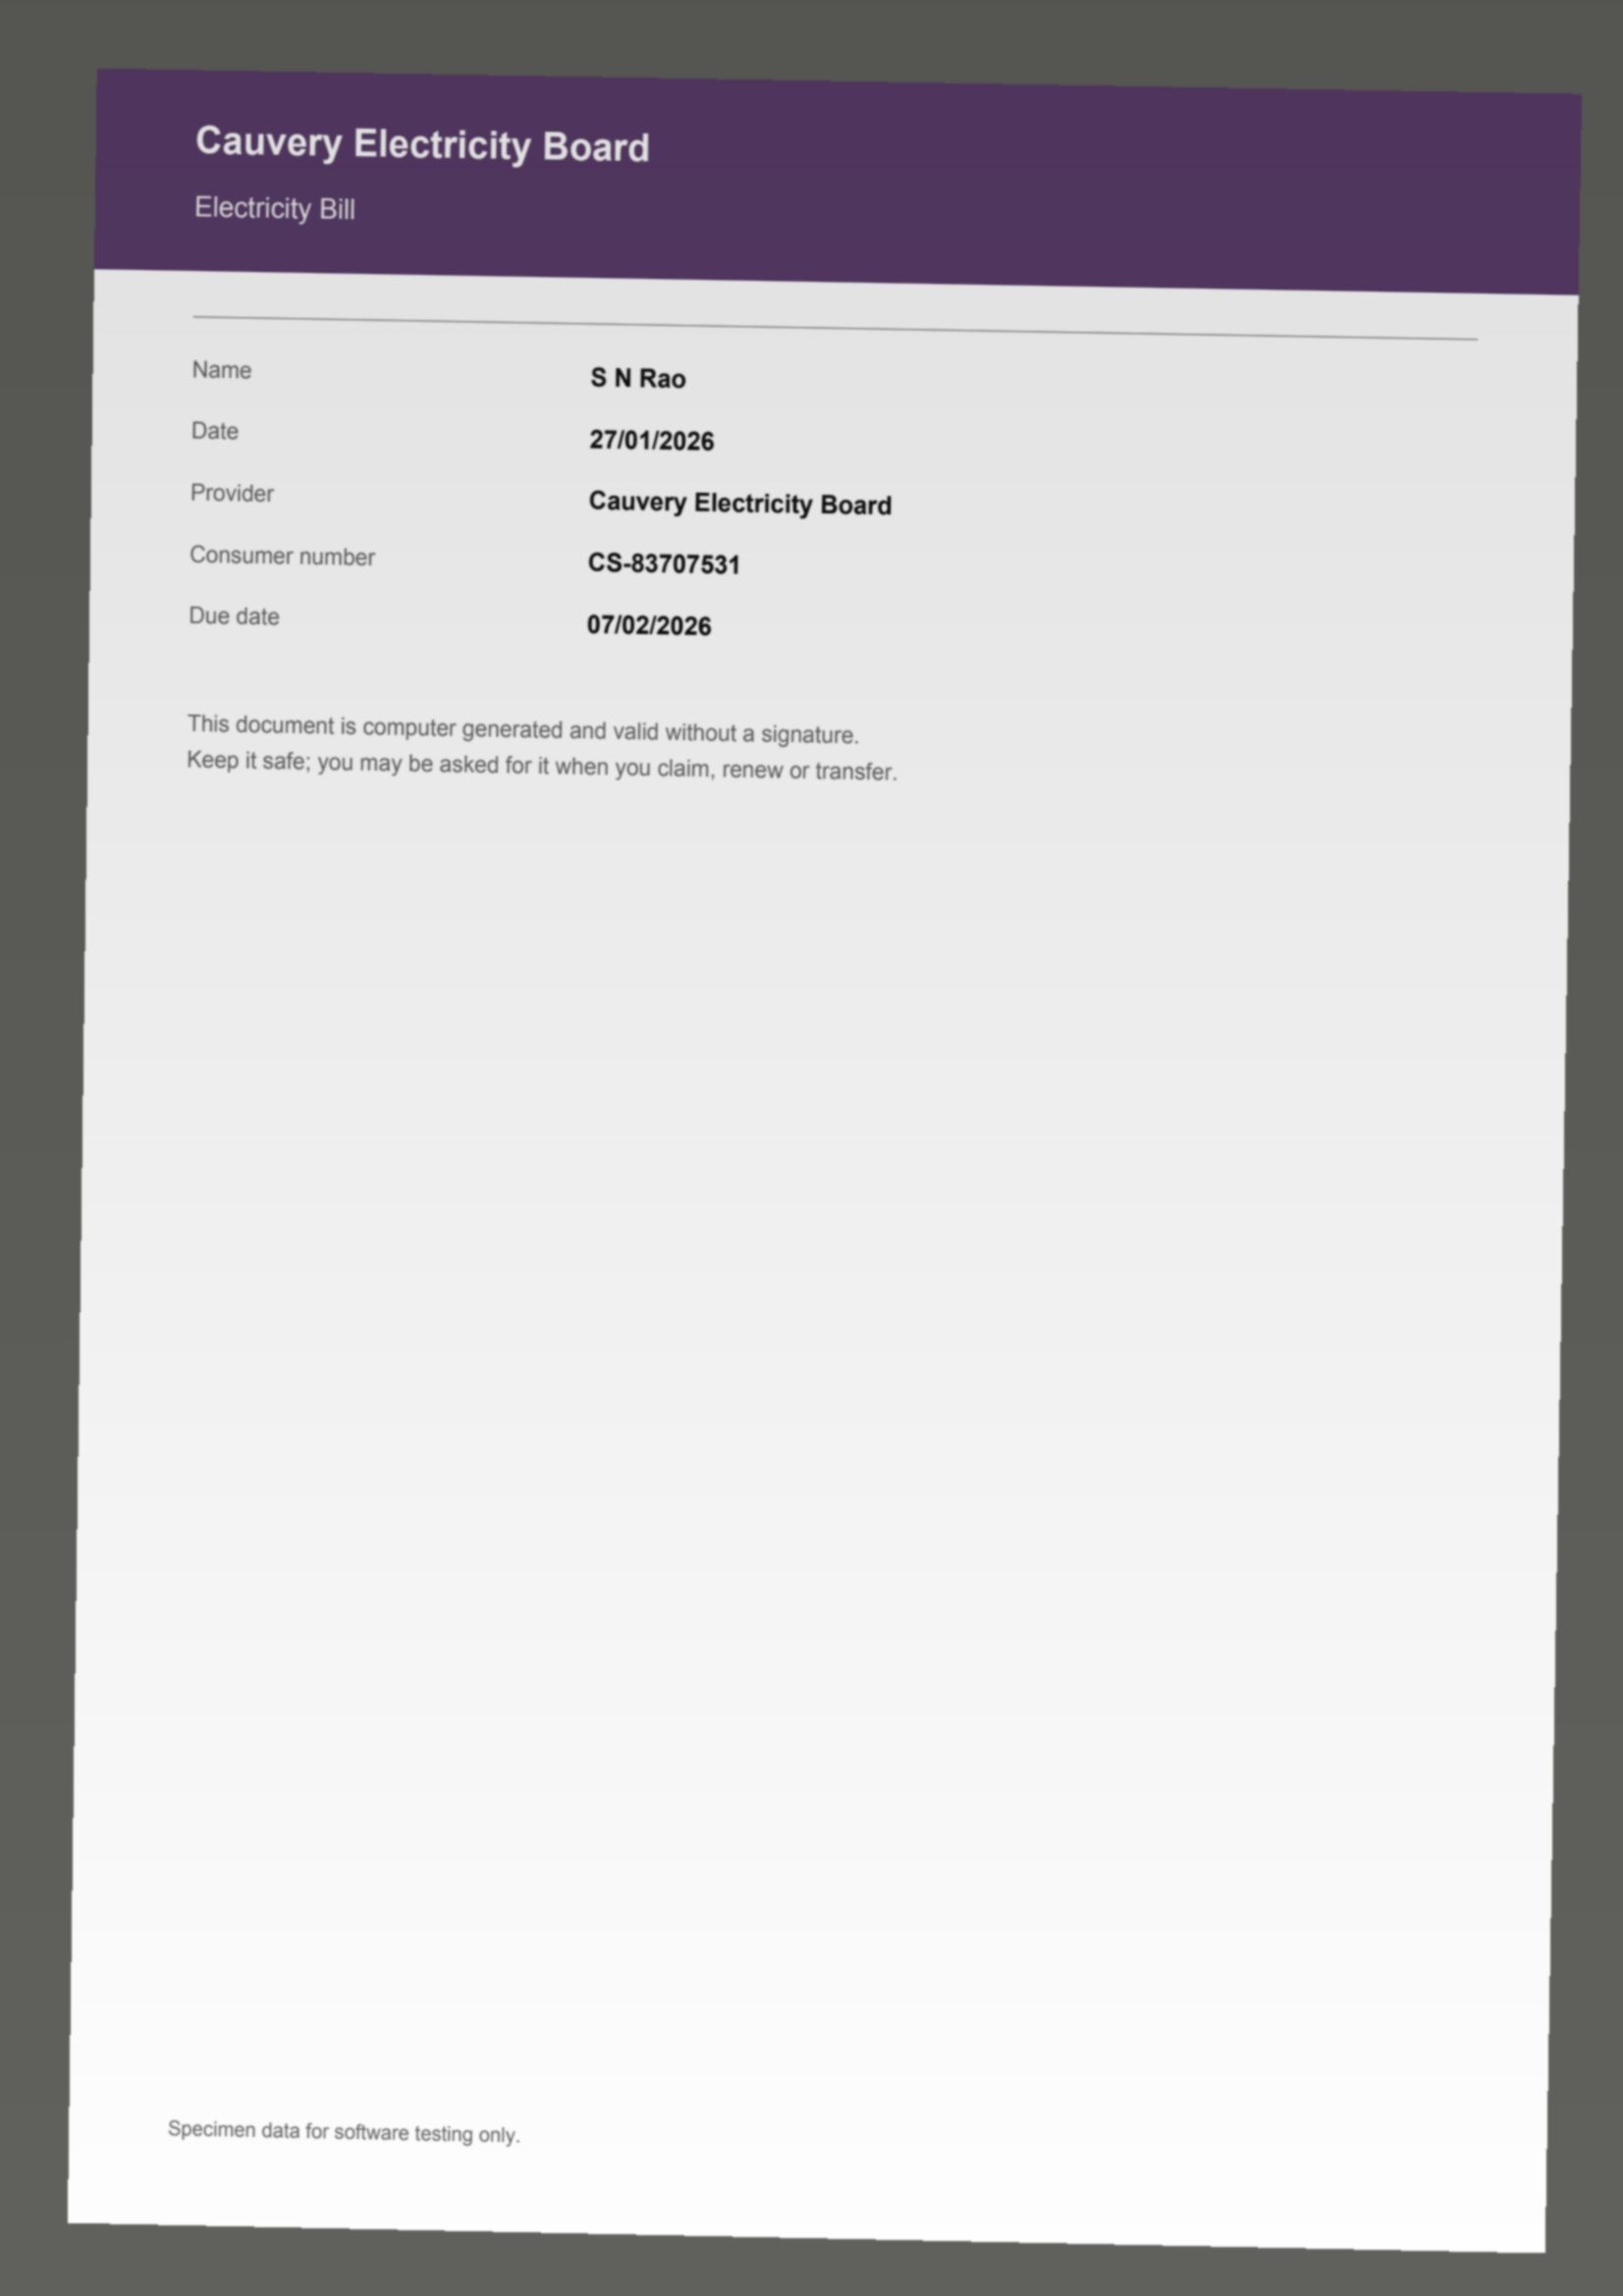 Cauvery Electricity Board
Electricity Bill
Name S N Rao
Date 27/01/2026
Provider Cauvery Electricity Board
Consumer number CS-83707531
Due date 07/02/2026
This document is computer generated and valid without a signature.
Keep it safe; you may be asked for it when you claim, renew or transfer.
Specimen data for software testing only.